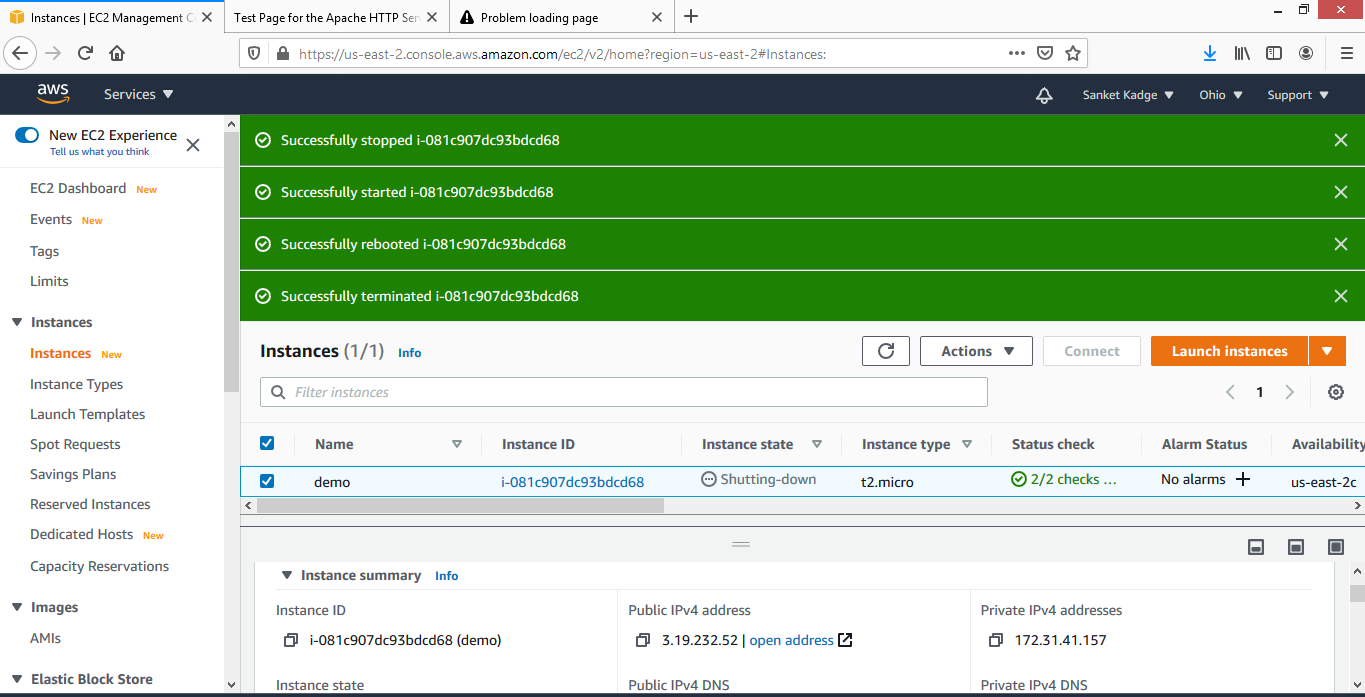 Instances | EC2 Management C
Test Page for the Apache HTTP Ser
Problem loading page
https://us-east-2.console.aws.amazon.com/ec2/v2/home?region=us-east-2#Instances:
aws
Services
Sanket Kadge
Ohio
Support
New EC2 Experience
Tell us what you think
EC2 Dashboard New
Events New
Tags
Limits
Instances
Instances New
Instance Types
Launch Templates
Spot Requests
Savings Plans
Reserved Instances
Dedicated Hosts New
Capacity Reservations
Images
AMIs
Elastic Block Store
Successfully stopped i-081c907dc93bdcd68
Successfully started i-081c907dc93bdcd68
Successfully rebooted i-081c907dc93bdcd68
Successfully terminated i-081c907dc93bdcd68
Instances (1/1) Info
Actions
Connect
Launch instances
Filter instances
1
Name Instance ID Instance state Instance type Status check Alarm Status Availability
demo i-081c907dc93bdcd68 Shutting-down t2.micro 2/2 checks ... No alarms us-east-2c
Instance summary Info
Instance ID Public IPv4 address Private IPv4 addresses
i-081c907dc93bdcd68 (demo) 3.19.232.52 | open address 172.31.41.157
Instance state Public IPv4 DNS Private IPv4 DNS